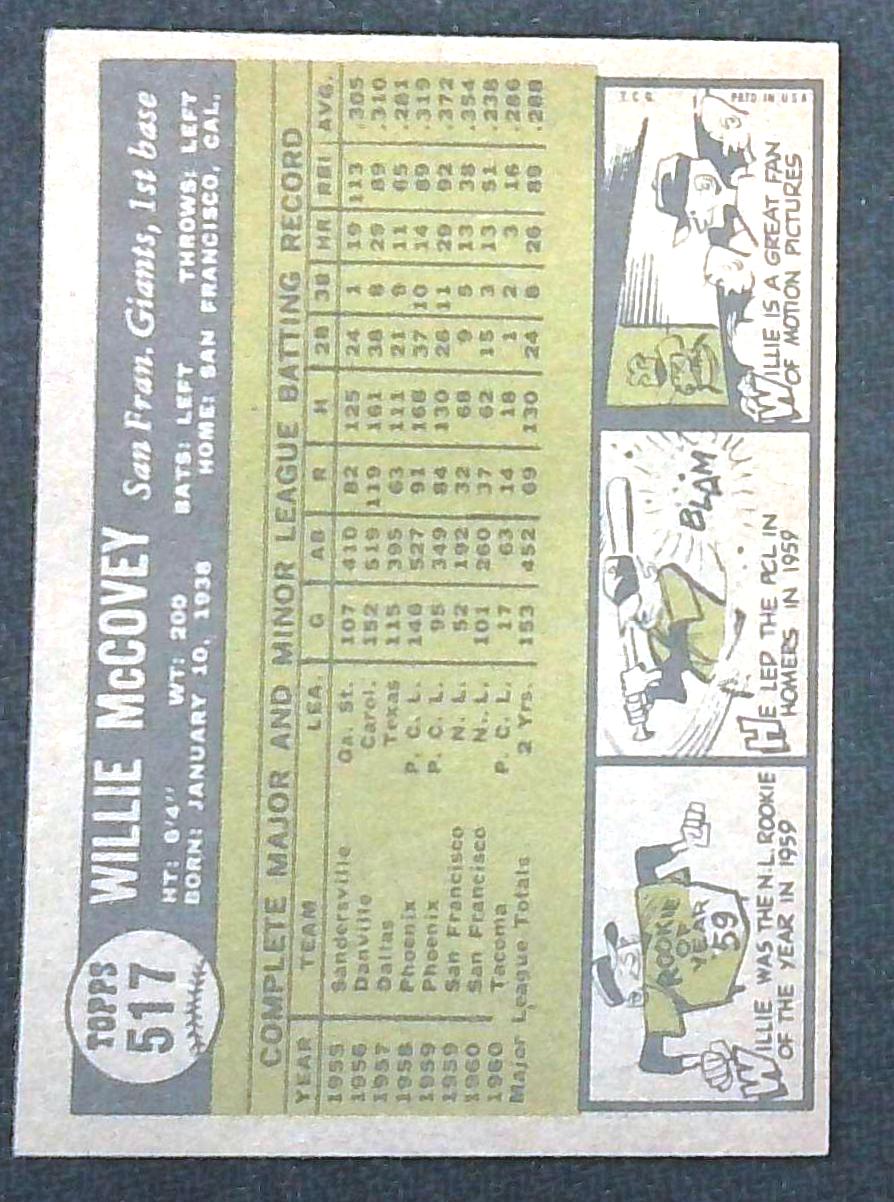 TOPPS
517
WILLIE McCOVEY San Fran. Giants, 1st base
HT: 6'4" WT: 200 BATS: LEFT THROWS: LEFT
BORN: JANUARY 10, 1938 HOME: SAN FRANCISCO, CAL.
COMPLETE MAJOR AND MINOR LEAGUE BATTING RECORD
YEAR TEAM LEA. G AB R H 2B 3B HR RBI AVG.
1955 Sandersville Ga. St. 107 410 82 125 24 1 19 113 .305
1956 Danville Carol. 152 519 119 161 38 8 29 89 .310
1957 Dallas Texas 115 395 63 111 21 9 11 65 .281
1958 Phoenix P. C. L. 146 527 91 168 37 10 14 89 .319
1959 Phoenix P. C. L. 95 349 84 130 26 11 29 92 .372
1959 San Francisco N. L. 52 192 32 68 9 5 13 38 .354
1960 San Francisco N. L. 101 260 37 62 15 3 13 51 .238
1960 Tacoma P. C. L. 17 63 14 18 1 2 3 16 .286
Major League Totals 2 Yrs. 153 452 69 130 24 8 26 89 .288
ROOKIE
OF
YEAR
'59
WILLIE WAS THE N.L. ROOKIE
OF THE YEAR IN 1959
BLAM
HE LED THE PCL IN
HOMERS IN 1959
T.C.G. PRTD IN U S A
WILLIE IS A GREAT FAN
OF MOTION PICTURES